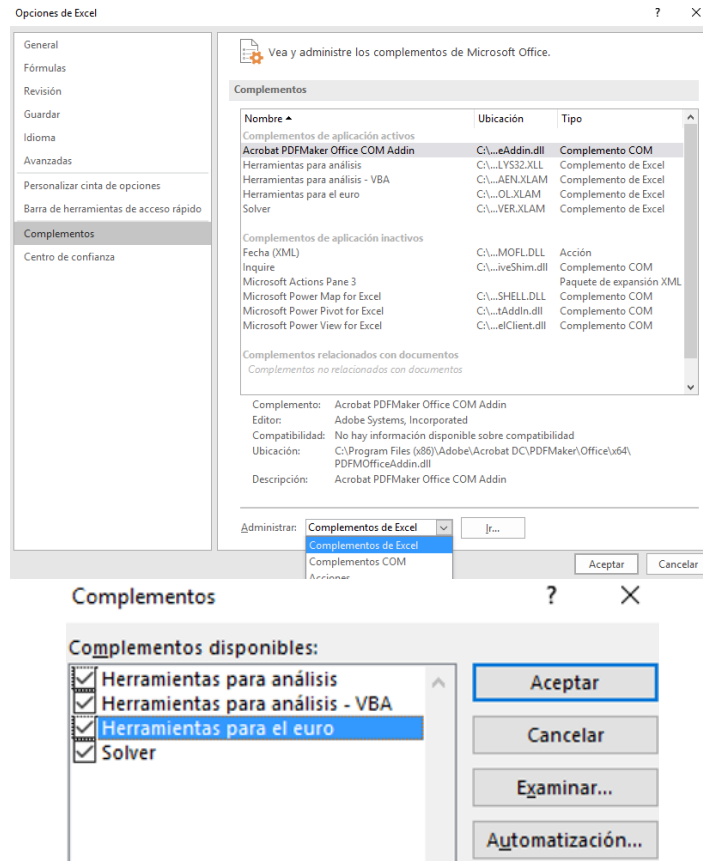 Opciones de Excel ? ×
General
Fórmulas
Revisión
Guardar
Idioma
Avanzadas
Personalizar cinta de opciones
Barra de herramientas de acceso rápido
Complementos
Centro de confianza
Vea y administre los complementos de Microsoft Office.
Complementos
Nombre Ubicación Tipo
Complementos de aplicación activos
Acrobat PDFMaker Office COM Addin C:\...eAddin.dll Complemento COM
Herramientas para análisis C:\...LYS32.XLL Complemento de Excel
Herramientas para análisis - VBA C:\...AEN.XLAM Complemento de Excel
Herramientas para el euro C:\...OL.XLAM Complemento de Excel
Solver C:\...VER.XLAM Complemento de Excel
Complementos de aplicación inactivos
Fecha (XML) C:\...MOFL.DLL Acción
Inquire C:\...iveShim.dll Complemento COM
Microsoft Actions Pane 3 Paquete de expansión XML
Microsoft Power Map for Excel C:\...SHELL.DLL Complemento COM
Microsoft Power Pivot for Excel C:\...tAddIn.dll Complemento COM
Microsoft Power View for Excel C:\...elClient.dll Complemento COM
Complementos relacionados con documentos
Complementos no relacionados con documentos
Complemento: Acrobat PDFMaker Office COM Addin
Editor: Adobe Systems, Incorporated
Compatibilidad: No hay información disponible sobre compatibilidad
Ubicación: C:\Program Files (x86)\Adobe\Acrobat DC\PDFMaker\Office\x64\
PDFMOfficeAddin.dll
Descripción: Acrobat PDFMaker Office COM Addin
Administrar: Complementos de Excel Ir...
Complementos de Excel
Complementos COM
Acciones
Aceptar Cancelar
Complementos ? ×
Complementos disponibles:
Herramientas para análisis
Herramientas para análisis - VBA
Herramientas para el euro
Solver
Aceptar
Cancelar
Examinar...
Automatización...